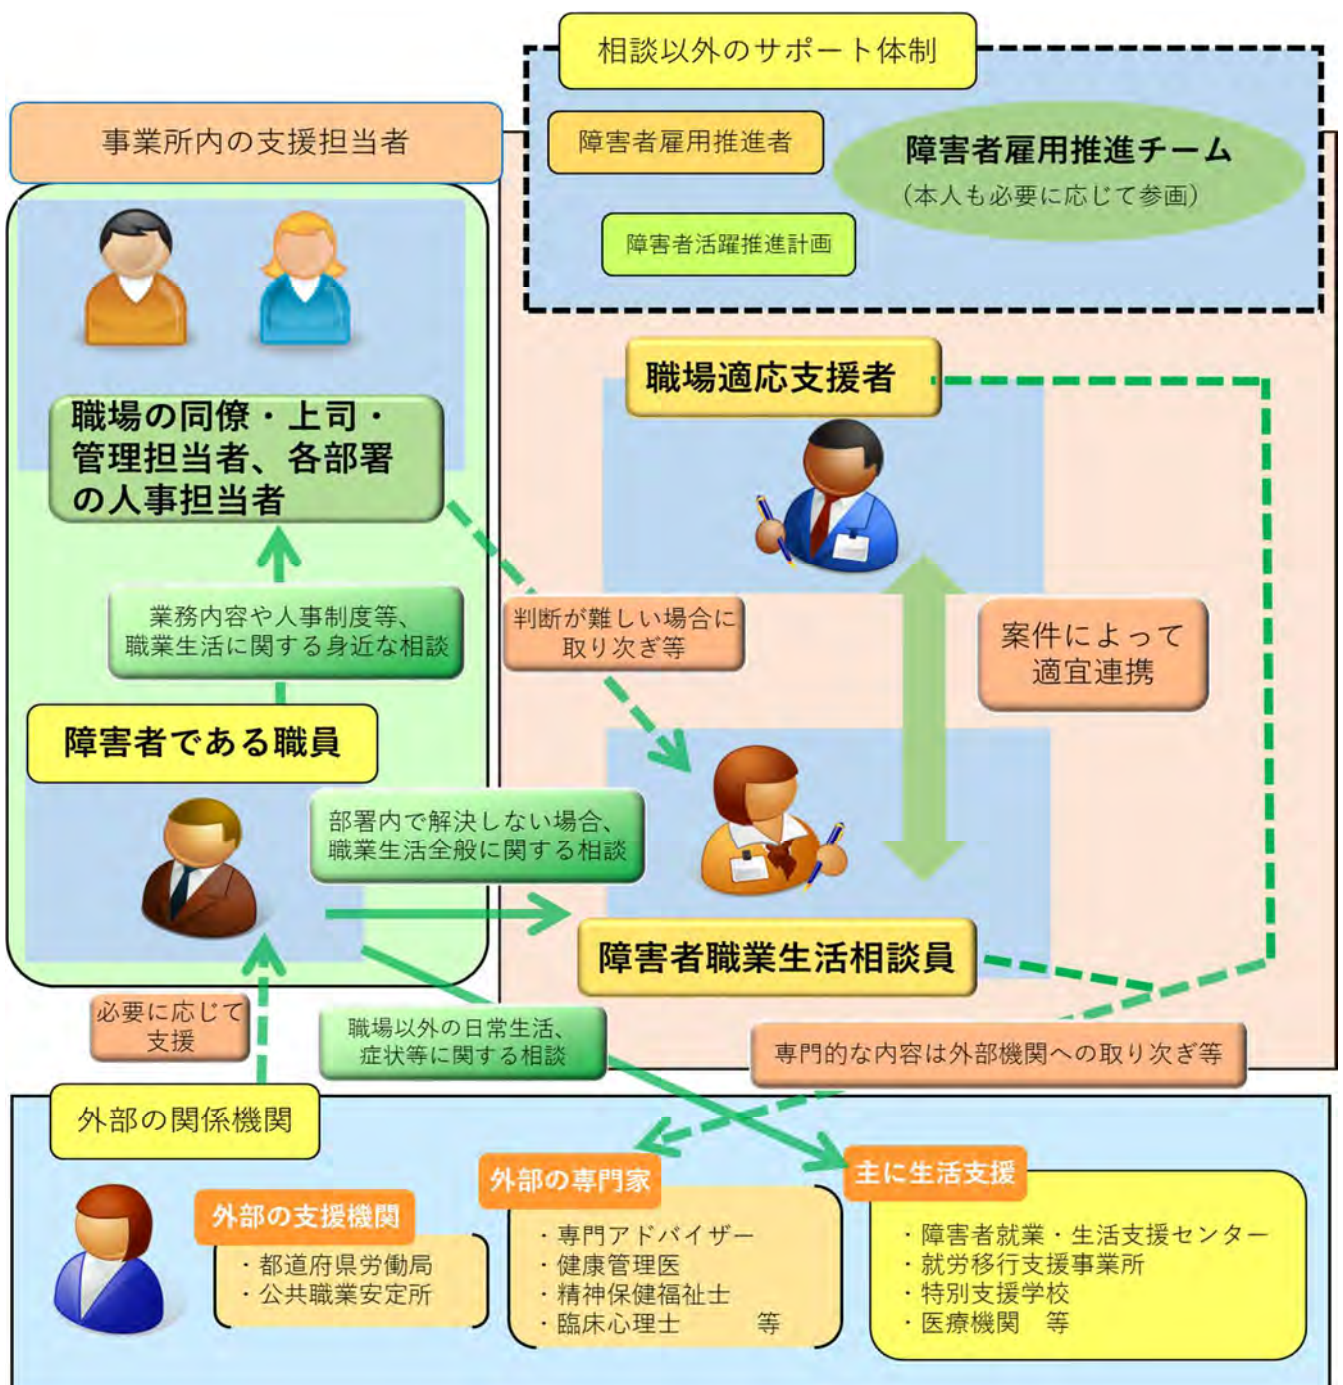 相談以外のサポート体制
事業所内の支援担当者
障害者雇用推進者
障害者雇用推進チーム
(本人も必要に応じて参画)
障害者活躍推進計画
職場適応支援者
職場の同僚・上司・
管理担当者、各部署
の人事担当者
業務内容や人事制度等、
職業生活に関する身近な相談
判断が難しい場合に
取り次ぎ等
案件によって
適宜連携
障害者である職員
部署内で解決しない場合、
職業生活全般に関する相談
障害者職業生活相談員
必要に応じて
支援
職場以外の日常生活、
症状等に関する相談
専門的な内容は外部機関への取り次ぎ等
外部の関係機関
外部の支援機関
・都道府県労働局
・公共職業安定所
外部の専門家
・専門アドバイザー
・健康管理医
・精神保健福祉士
・臨床心理士　　　等
主に生活支援
・障害者就業・生活支援センター
・就労移行支援事業所
・特別支援学校
・医療機関　等